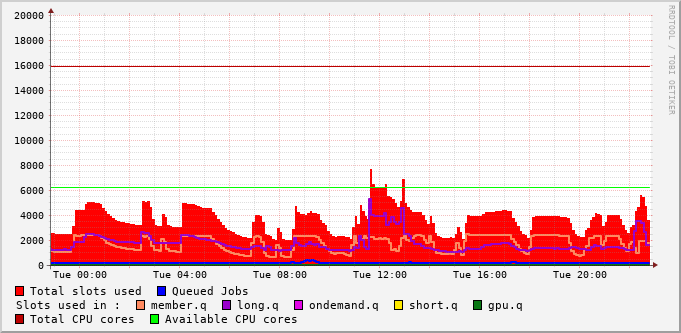 RRDTOOL / TOBI OETIKER
20000
18000
16000
14000
12000
10000
8000
6000
4000
2000
0
Tue 00:00 Tue 04:00 Tue 08:00 Tue 12:00 Tue 16:00 Tue 20:00
Total slots used Queued Jobs
Slots used in : member.q long.q ondemand.q short.q gpu.q
Total CPU cores Available CPU cores